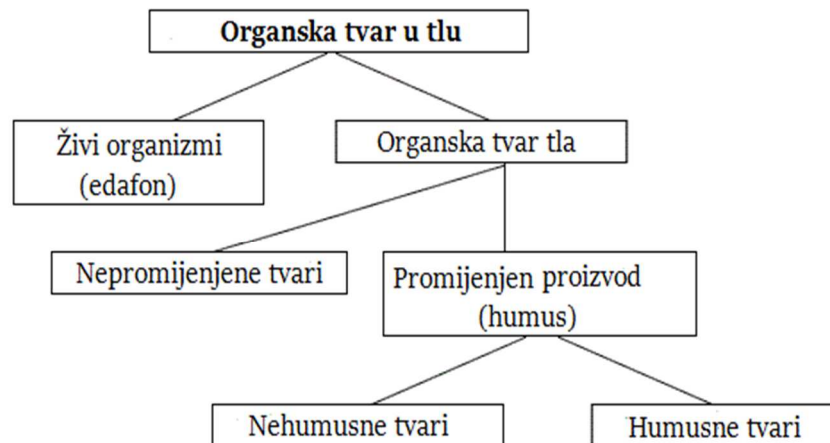 Organska tvar u tlu
Živi organizmi
(edafon)
Organska tvar tla
Nepromijenjene tvari
Promijenjen proizvod
(humus)
Nehumusne tvari
Humusne tvari